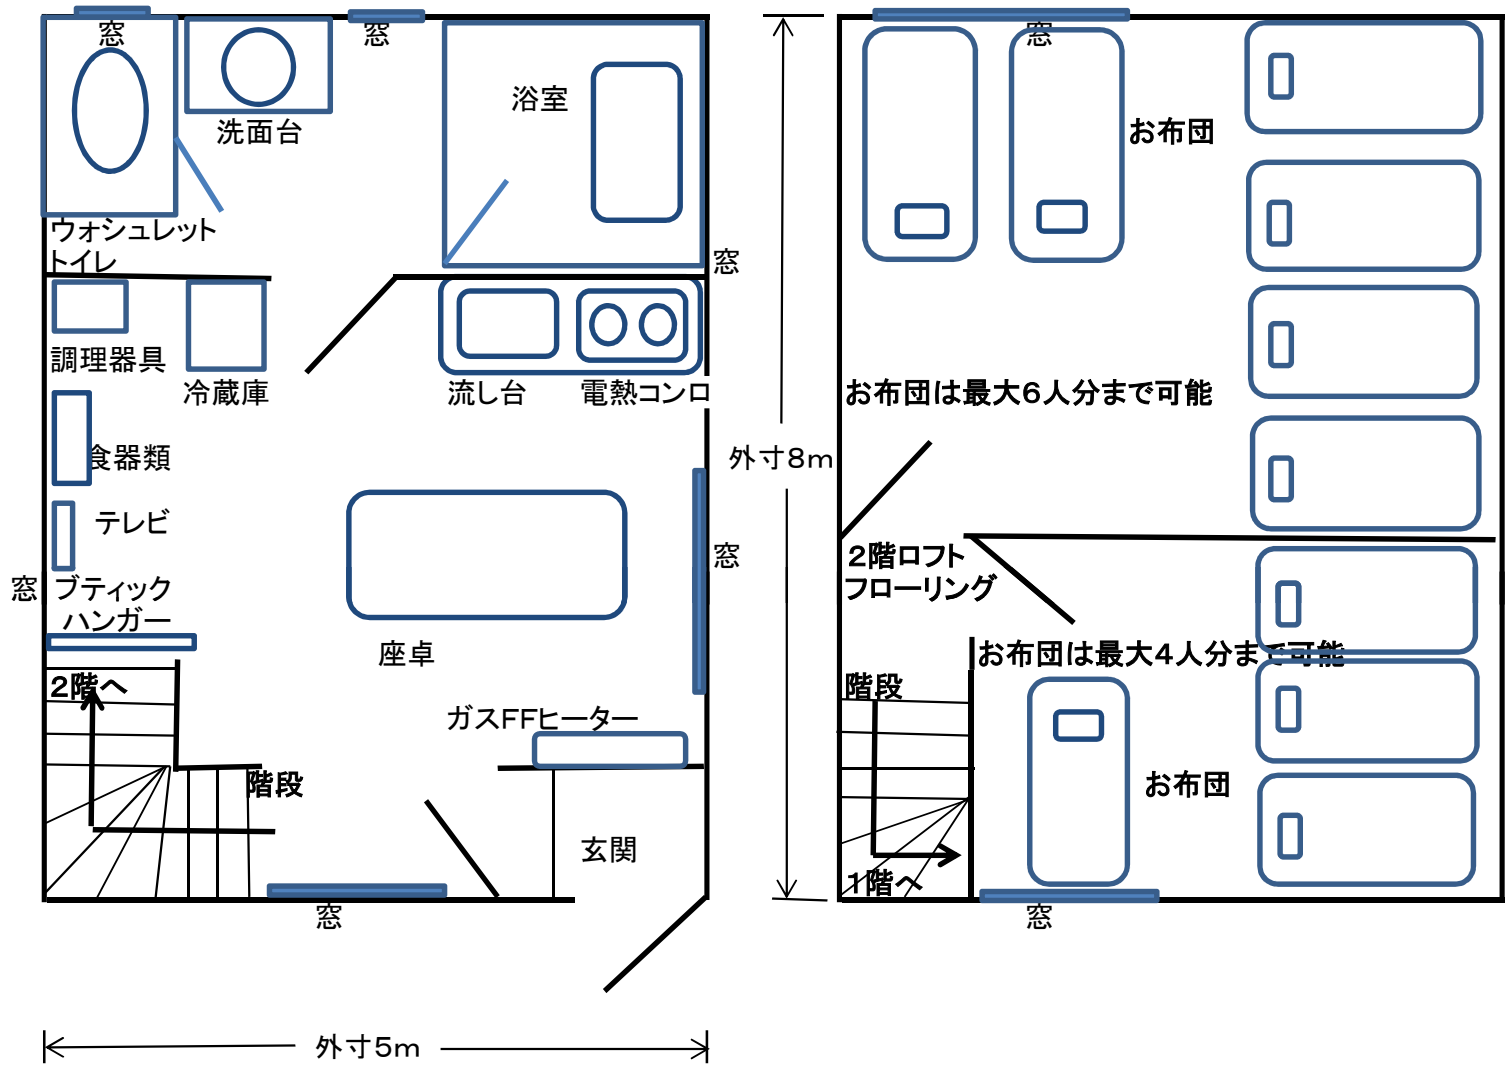 窓
窓
洗面台
浴室
ウォシュレット
トイレ
窓
調理器具
冷蔵庫
流し台
電熱コンロ
食器類
テレビ
窓
窓
ブティック
ハンガー
座卓
2階へ
ガスFFヒーター
階段
玄関
窓
外寸5m
外寸8m
窓
お布団
お布団は最大6人分まで可能
2階ロフト
フローリング
お布団は最大4人分まで可能
階段
お布団
1階へ
窓